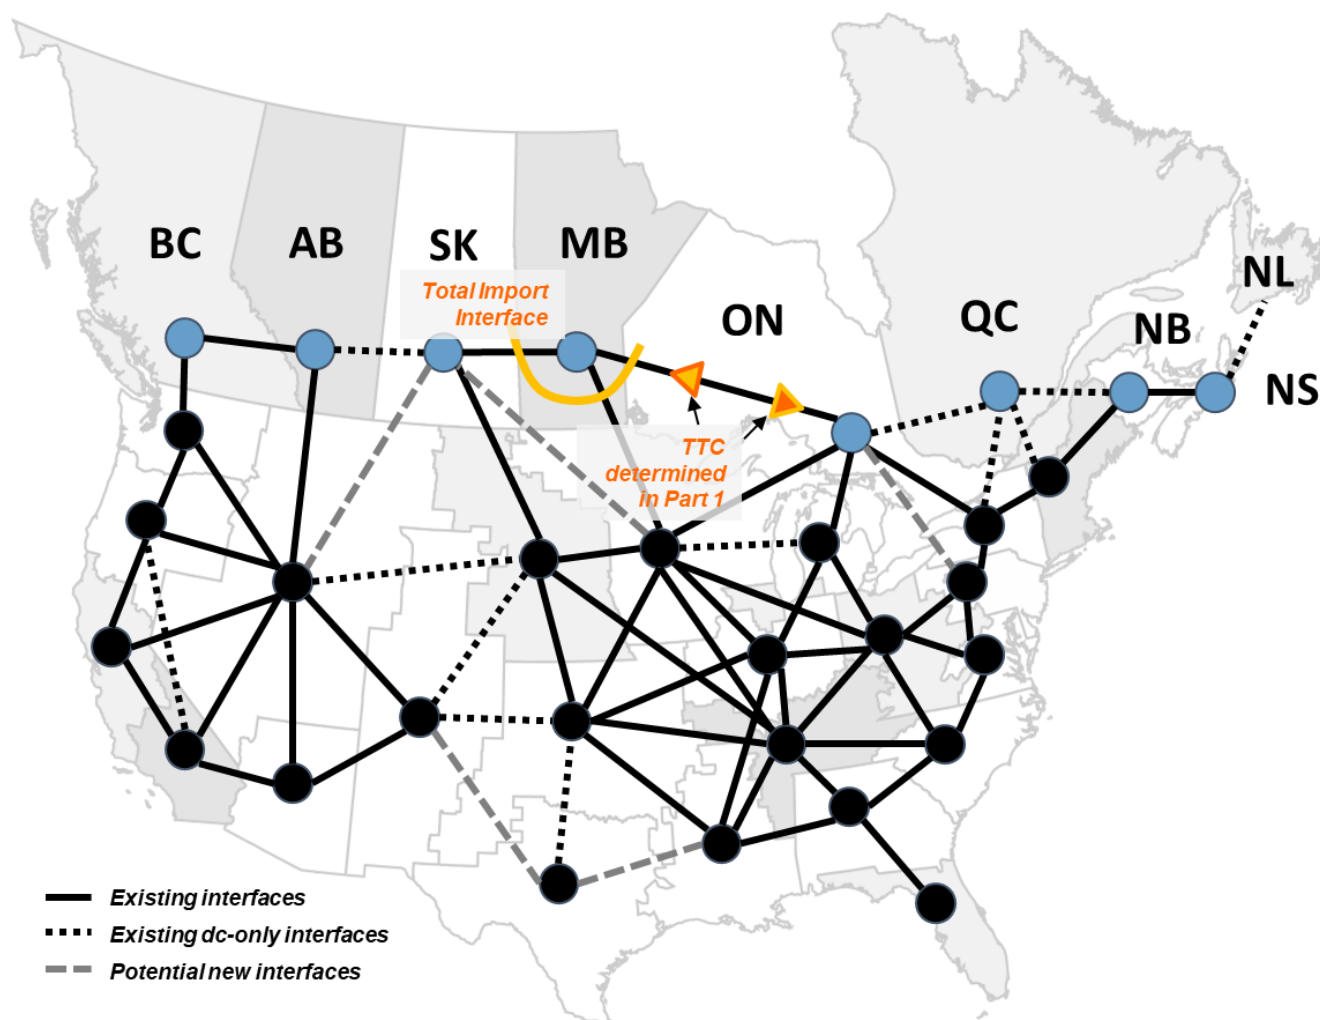 BC
AB
SK
MB
ON
QC
NB
NL
NS
Total Import
Interface
TTC
determined
in Part 1
Existing interfaces
Existing dc-only interfaces
Potential new interfaces